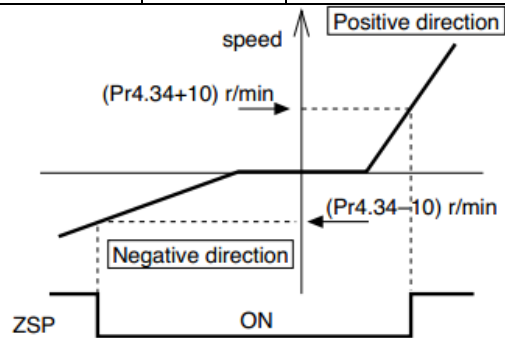 Positive direction
speed
(Pr4.34+10) r/min
(Pr4.34–10) r/min
Negative direction
ZSP
ON